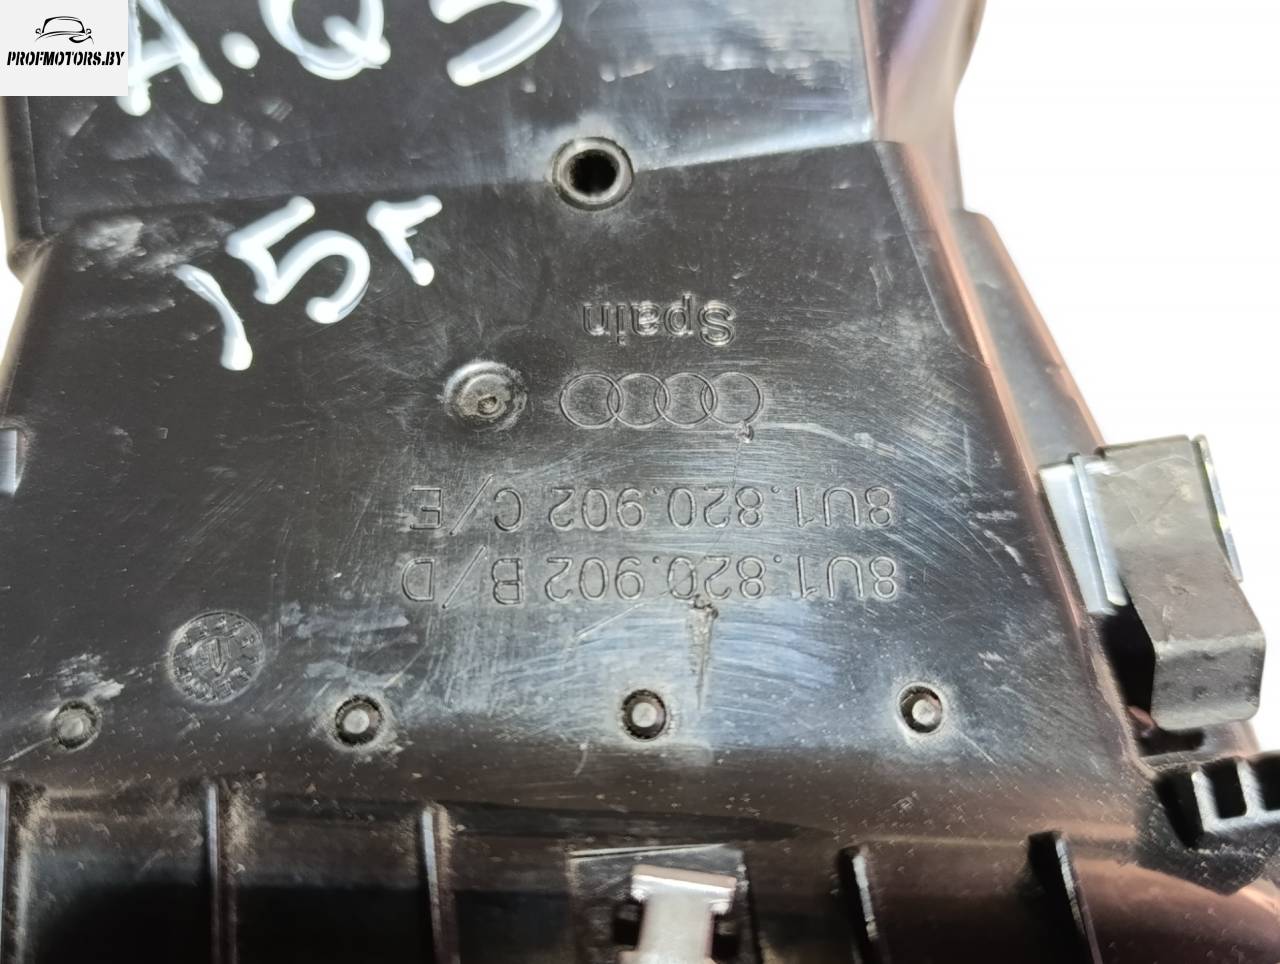 PROFMOTORS.BY
A.Q3
15г
Spain
8U1.820.902 C/E
8U1.820.902 B/D